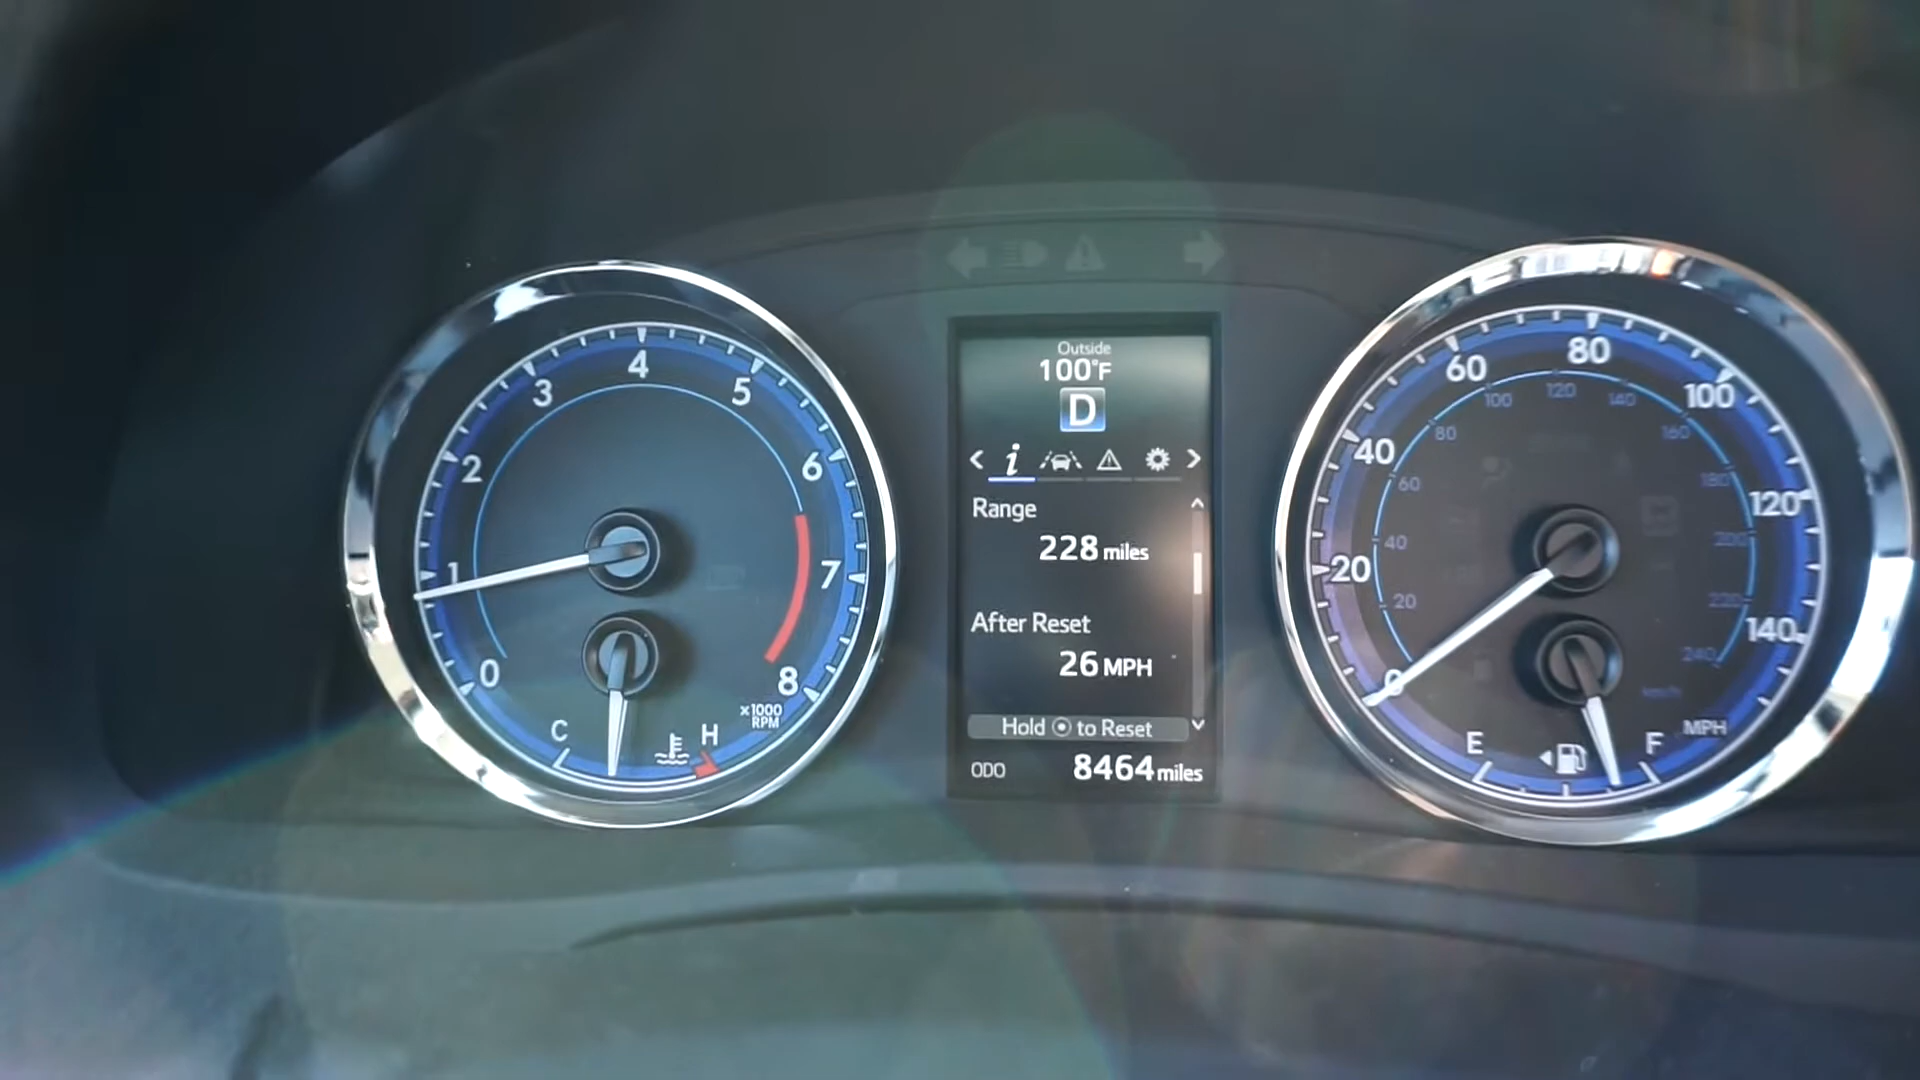 0
1
2
3
4
5
6
7
8
x1000
RPM
C
H
Outside
100°F
D
i
Range
228 miles
After Reset
26 MPH
Hold to Reset
ODO 8464 miles
0
20
40
60
80
100
120
140
MPH
20
40
60
80
100
120
140
160
180
200
220
240
km/h
E
F